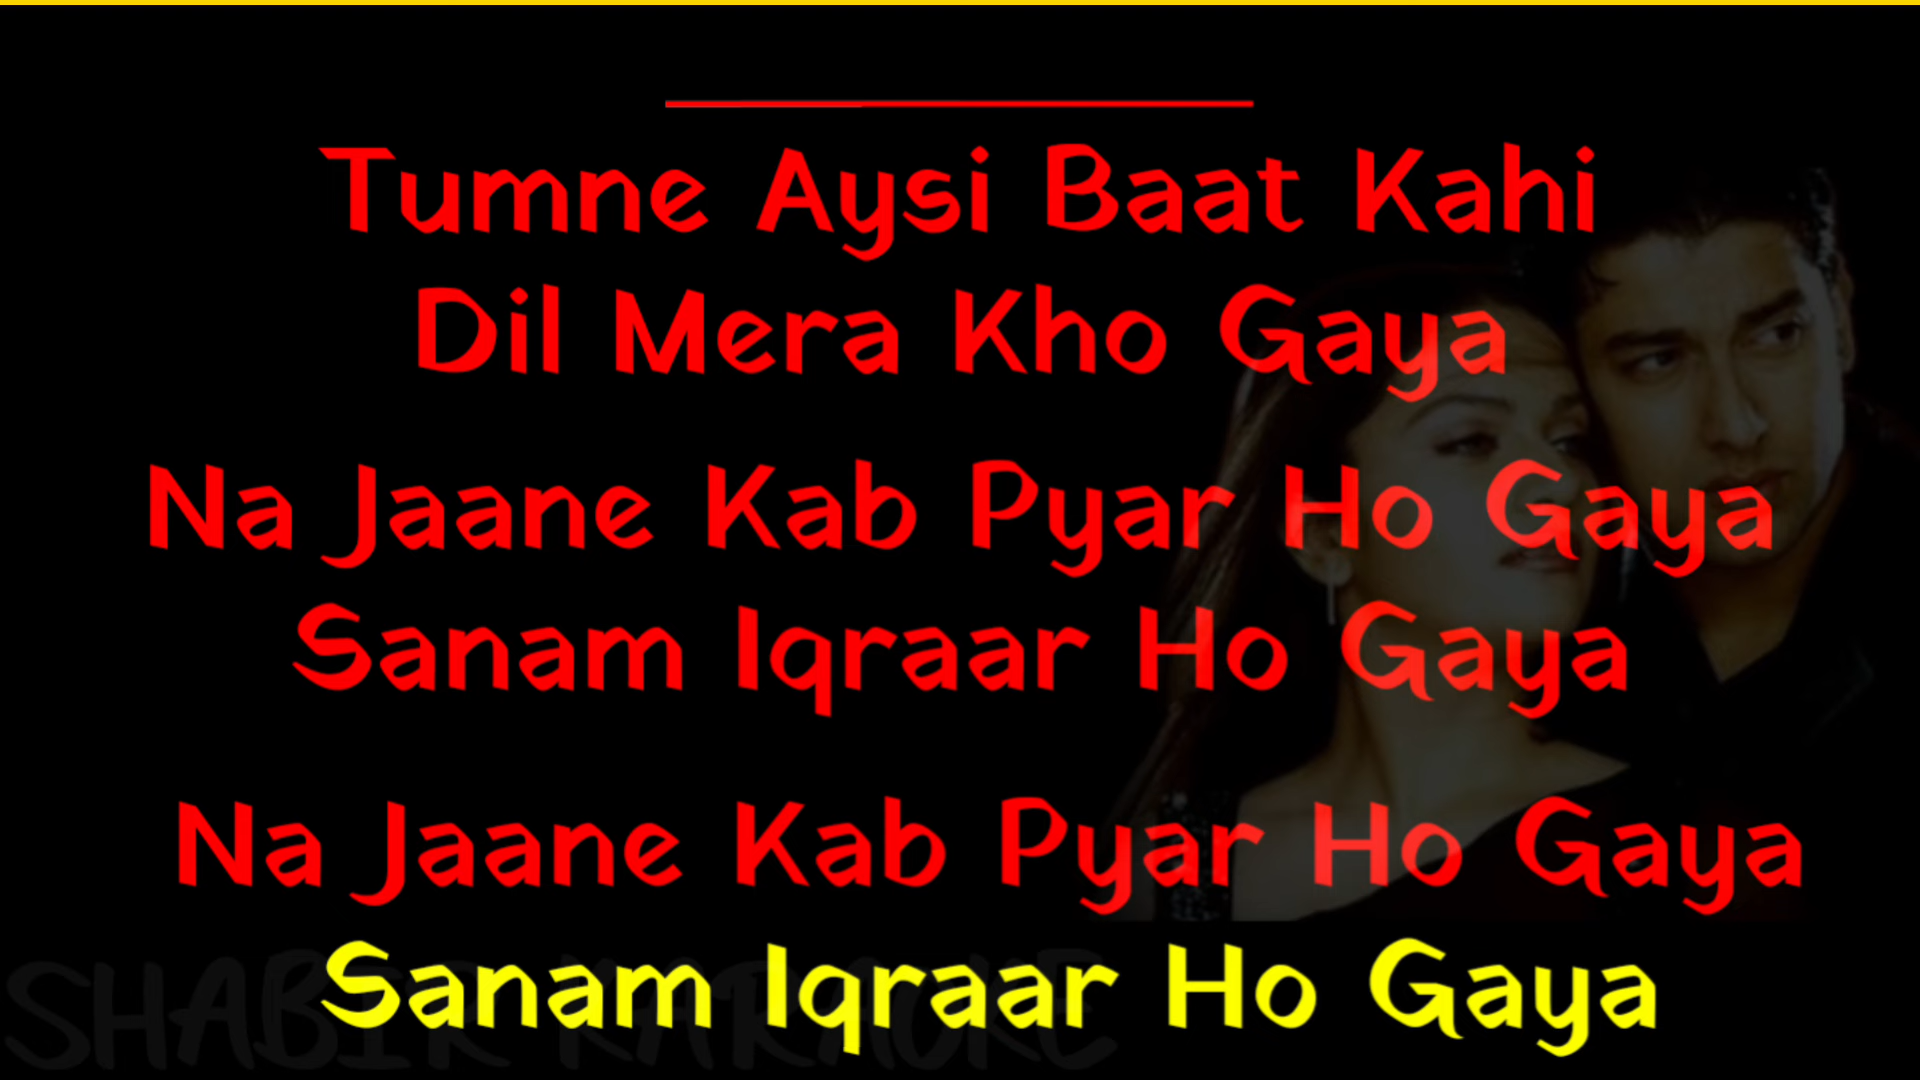 Tumne Aysi Baat Kahi
Dil Mera Kho Gaya
Na Jaane Kab Pyar Ho Gaya
Sanam Iqraar Ho Gaya
Na Jaane Kab Pyar Ho Gaya
Sanam Iqraar Ho Gaya
SHABIR KARAOKE